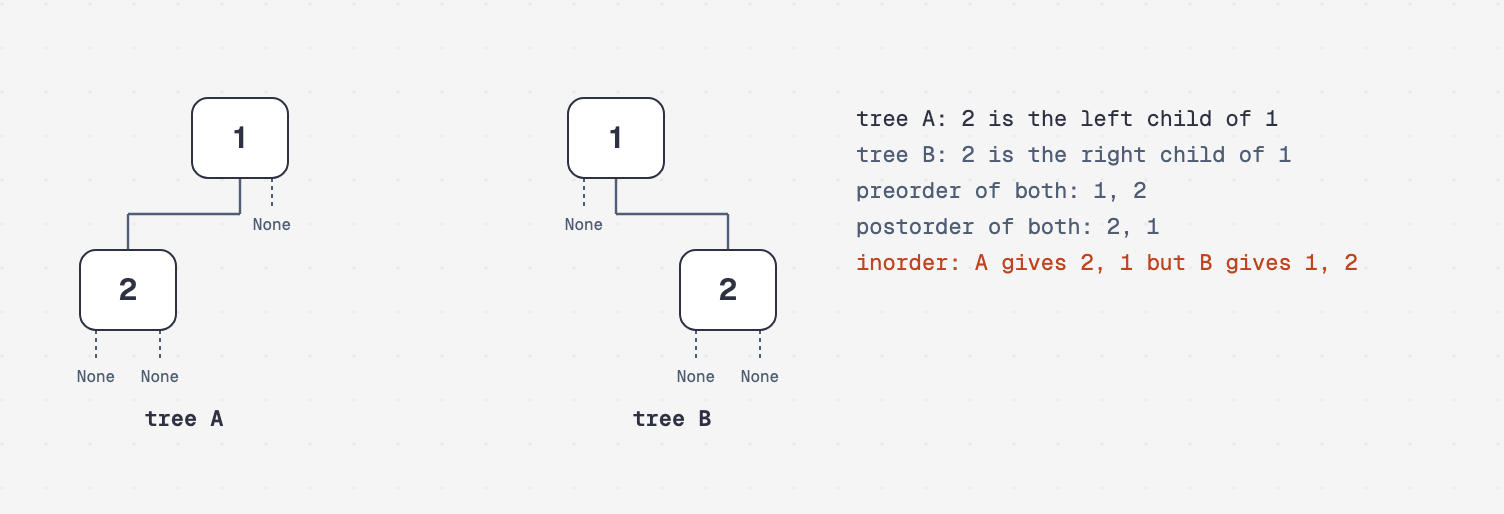 1
None
2
None None
tree A
1
None
2
None None
tree B
tree A: 2 is the left child of 1
tree B: 2 is the right child of 1
preorder of both: 1, 2
postorder of both: 2, 1
inorder: A gives 2, 1 but B gives 1, 2